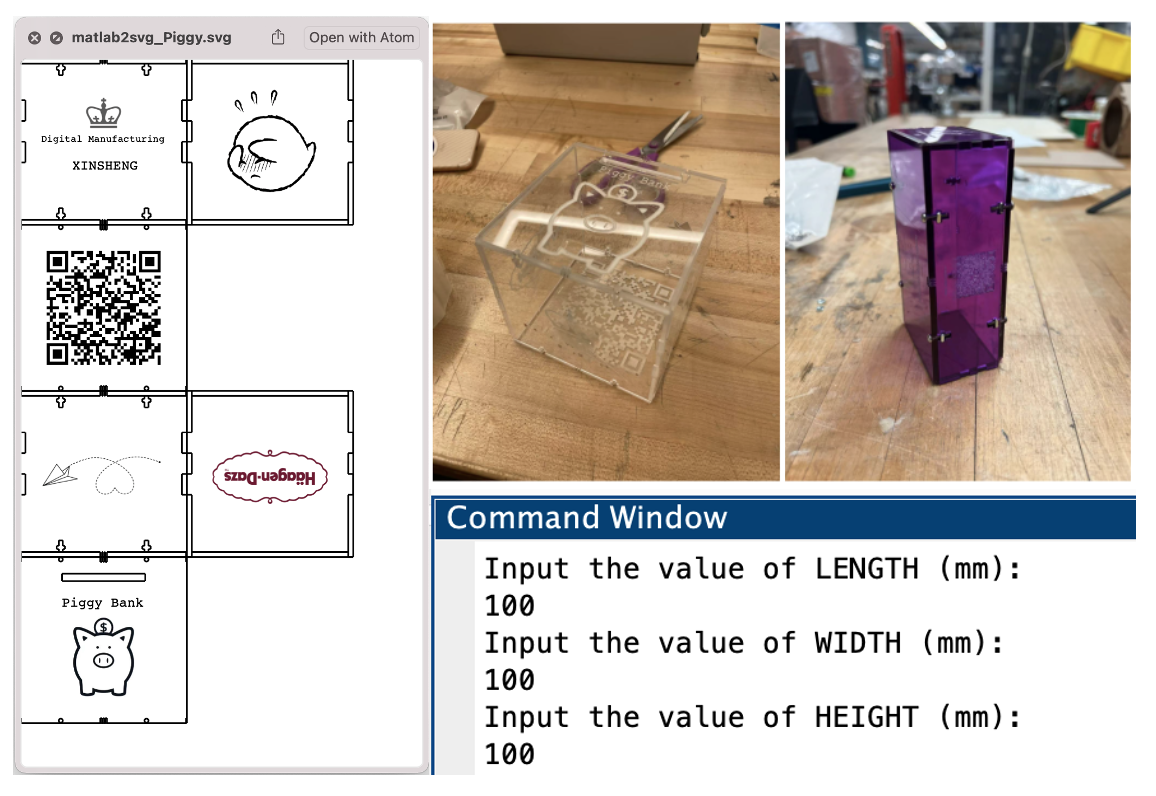 matlab2svg_Piggy.svg
Open with Atom
Digital Manufacturing
XINSHENG
Häagen-Dazs
Piggy Bank
$
Piggy Bank
$
Command Window
Input the value of LENGTH (mm):
100
Input the value of WIDTH (mm):
100
Input the value of HEIGHT (mm):
100